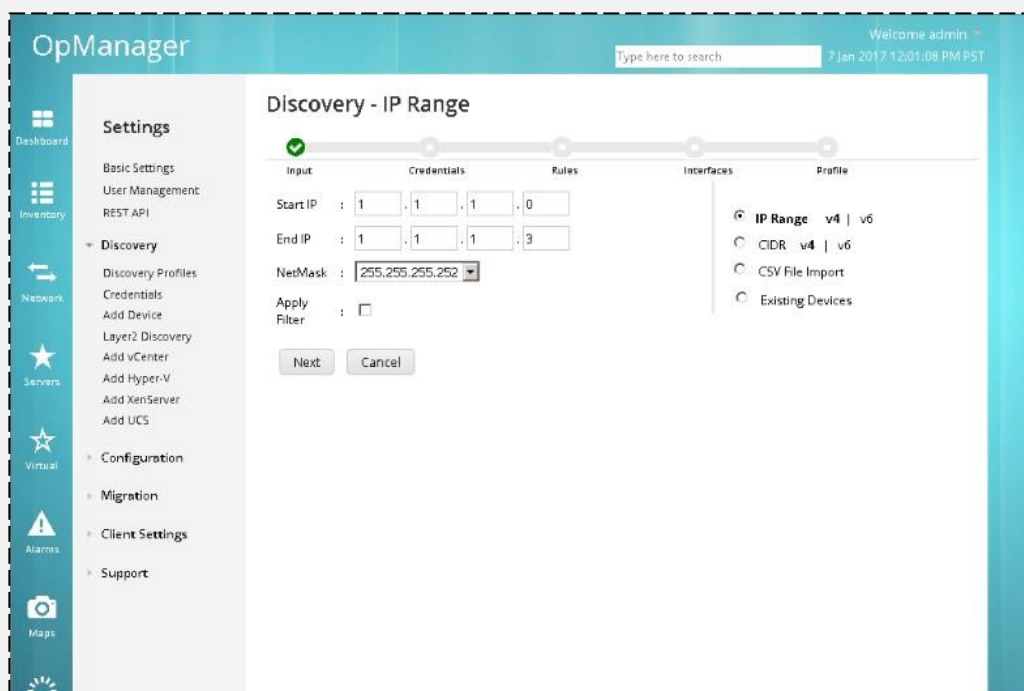 OpManager
Welcome admin
Type here to search
7 Jan 2017 12:01:08 PM PST
Dashboard
Inventory
Network
Servers
Virtual
Alarms
Maps
Settings
Basic Settings
User Management
REST API
Discovery
Discovery Profiles
Credentials
Add Device
Layer2 Discovery
Add vCenter
Add Hyper-V
Add XenServer
Add UCS
Configuration
Migration
Client Settings
Support
Discovery - IP Range
Input Credentials Rules Interfaces Profile
Start IP : 1 . 1 . 1 . 0
End IP : 1 . 1 . 1 . 3
NetMask : 255.255.255.252
Apply Filter :
Next Cancel
IP Range v4 | v6
CIDR v4 | v6
CSV File Import
Existing Devices